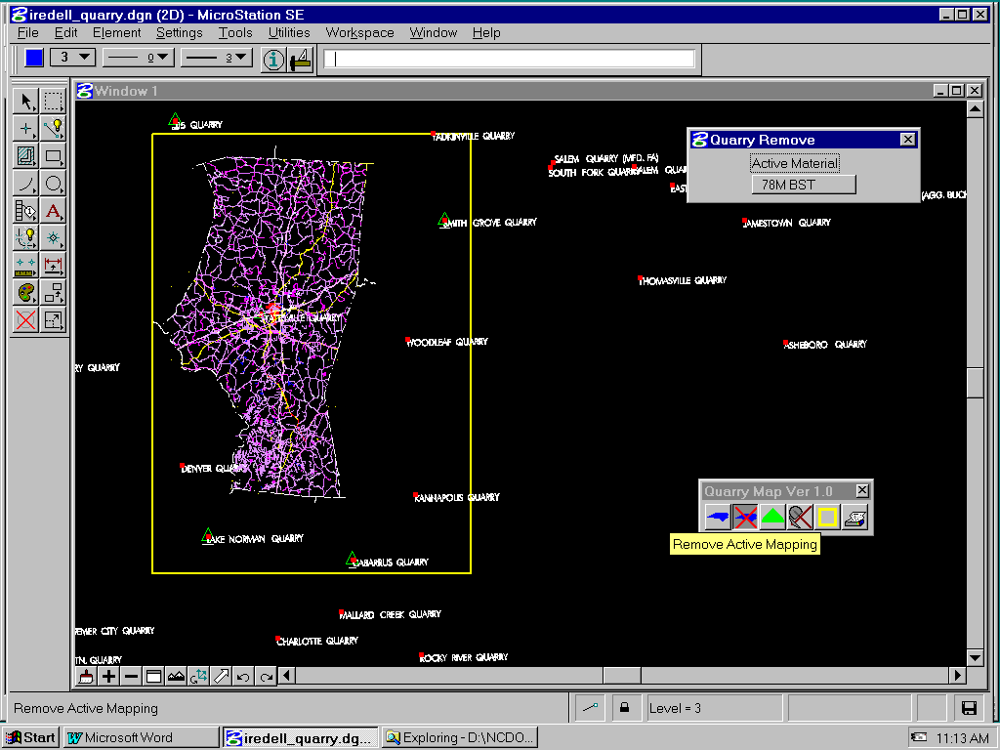 iredell_quarry.dgn (2D) - MicroStation SE
File Edit Element Settings Tools Utilities Workspace Window Help
3 0 3
Window 1
QUARRY
YADKINVILLE QUARRY
SALEM QUARRY (MFD. FA)
SOUTH FORK QUARRY
SALEM QUAR
EAST
(AGG. BUCK
Quarry Remove
Active Material
78M BST
SMITH GROVE QUARRY
JAMESTOWN QUARRY
THOMASVILLE QUARRY
STATESVILLE QUARRY
WOODLEAF QUARRY
ASHEBORO QUARRY
RY QUARRY
DENVER QUARRY
KANNAPOLIS QUARRY
Quarry Map Ver 1.0
Remove Active Mapping
LAKE NORMAN QUARRY
CABARRUS QUARRY
MALLARD CREEK QUARRY
CITY QUARRY
CHARLOTTE QUARRY
TN. QUARRY
ROCKY RIVER QUARRY
Remove Active Mapping
Level = 3
Start
Microsoft Word
iredell_quarry.dg...
Exploring - D:\NCDO...
11:13 AM